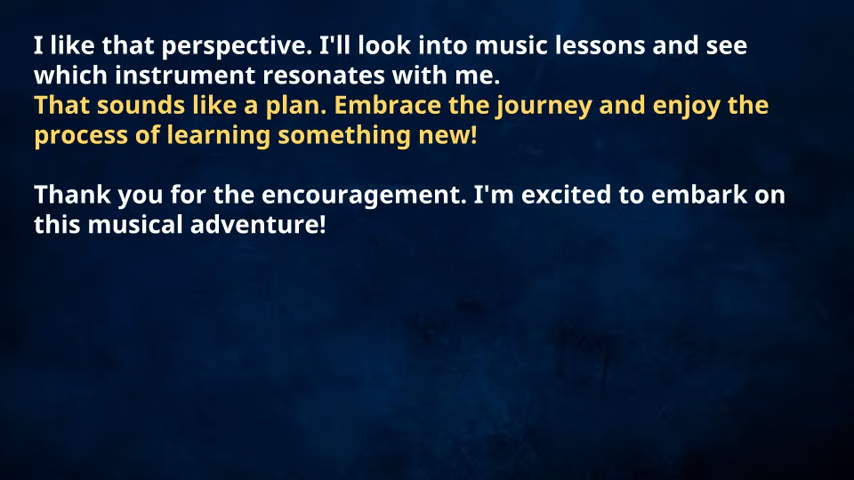 I like that perspective. I'll look into music lessons and see
which instrument resonates with me.
That sounds like a plan. Embrace the journey and enjoy the
process of learning something new!
Thank you for the encouragement. I'm excited to embark on
this musical adventure!